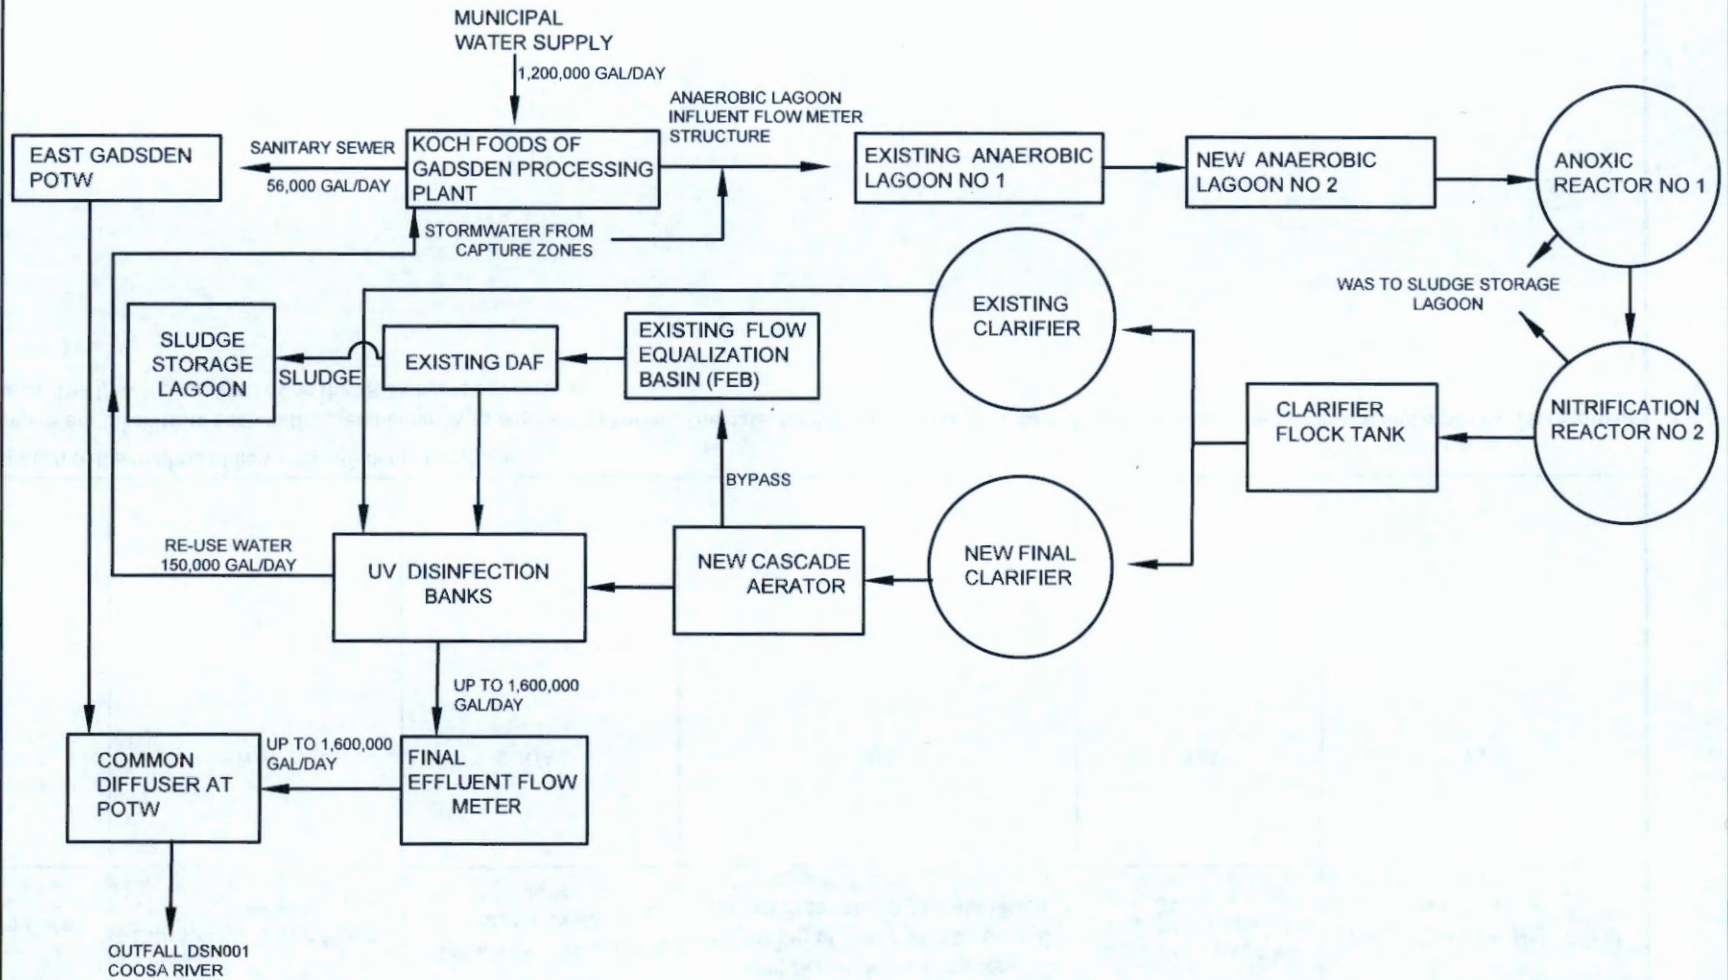 MUNICIPAL
WATER SUPPLY
1,200,000 GAL/DAY
ANAEROBIC LAGOON
INFLUENT FLOW METER
STRUCTURE
EAST GADSDEN
POTW
SANITARY SEWER
56,000 GAL/DAY
KOCH FOODS OF
GADSDEN PROCESSING
PLANT
EXISTING ANAEROBIC
LAGOON NO 1
NEW ANAEROBIC
LAGOON NO 2
ANOXIC
REACTOR NO 1
STORMWATER FROM
CAPTURE ZONES
WAS TO SLUDGE STORAGE
LAGOON
SLUDGE
STORAGE
LAGOON
SLUDGE
EXISTING DAF
EXISTING FLOW
EQUALIZATION
BASIN (FEB)
EXISTING
CLARIFIER
CLARIFIER
FLOCK TANK
NITRIFICATION
REACTOR NO 2
BYPASS
RE-USE WATER
150,000 GAL/DAY
UV DISINFECTION
BANKS
NEW CASCADE
AERATOR
NEW FINAL
CLARIFIER
UP TO 1,600,000
GAL/DAY
COMMON
DIFFUSER AT
POTW
UP TO 1,600,000
GAL/DAY
FINAL
EFFLUENT FLOW
METER
OUTFALL DSN001
COOSA RIVER